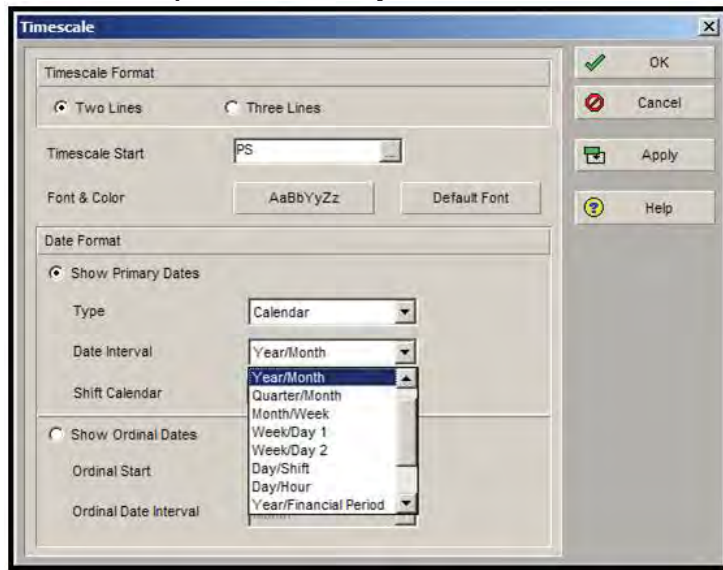 Timescale
Timescale Format
Two Lines
Three Lines
Timescale Start
PS
...
Font & Color
AaBbYyZz
Default Font
Date Format
Show Primary Dates
Type
Calendar
Date Interval
Year/Month
Year/Month
Quarter/Month
Month/Week
Week/Day 1
Week/Day 2
Day/Shift
Day/Hour
Year/Financial Period
Shift Calendar
Show Ordinal Dates
Ordinal Start
Ordinal Date Interval
OK
Cancel
Apply
Help